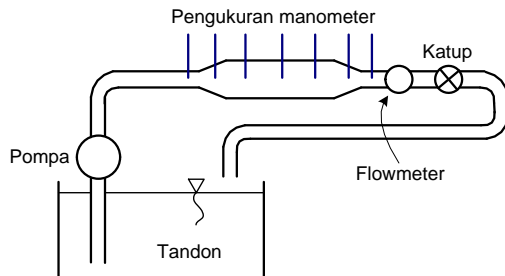 Pengukuran manometer
Katup
Pompa
Flowmeter
Tandon